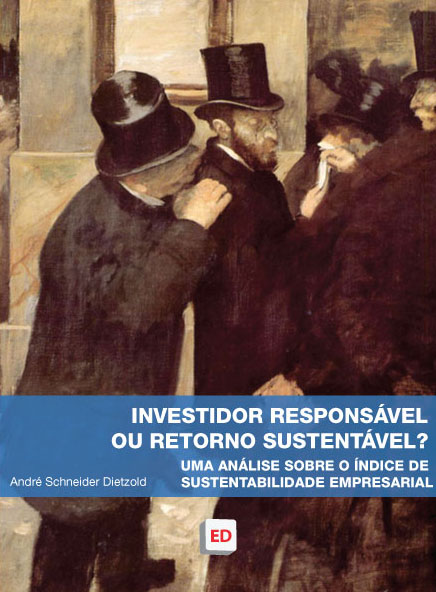 INVESTIDOR RESPONSÁVEL
OU RETORNO SUSTENTÁVEL?
UMA ANÁLISE SOBRE O ÍNDICE DE
SUSTENTABILIDADE EMPRESARIAL
André Schneider Dietzold
ED